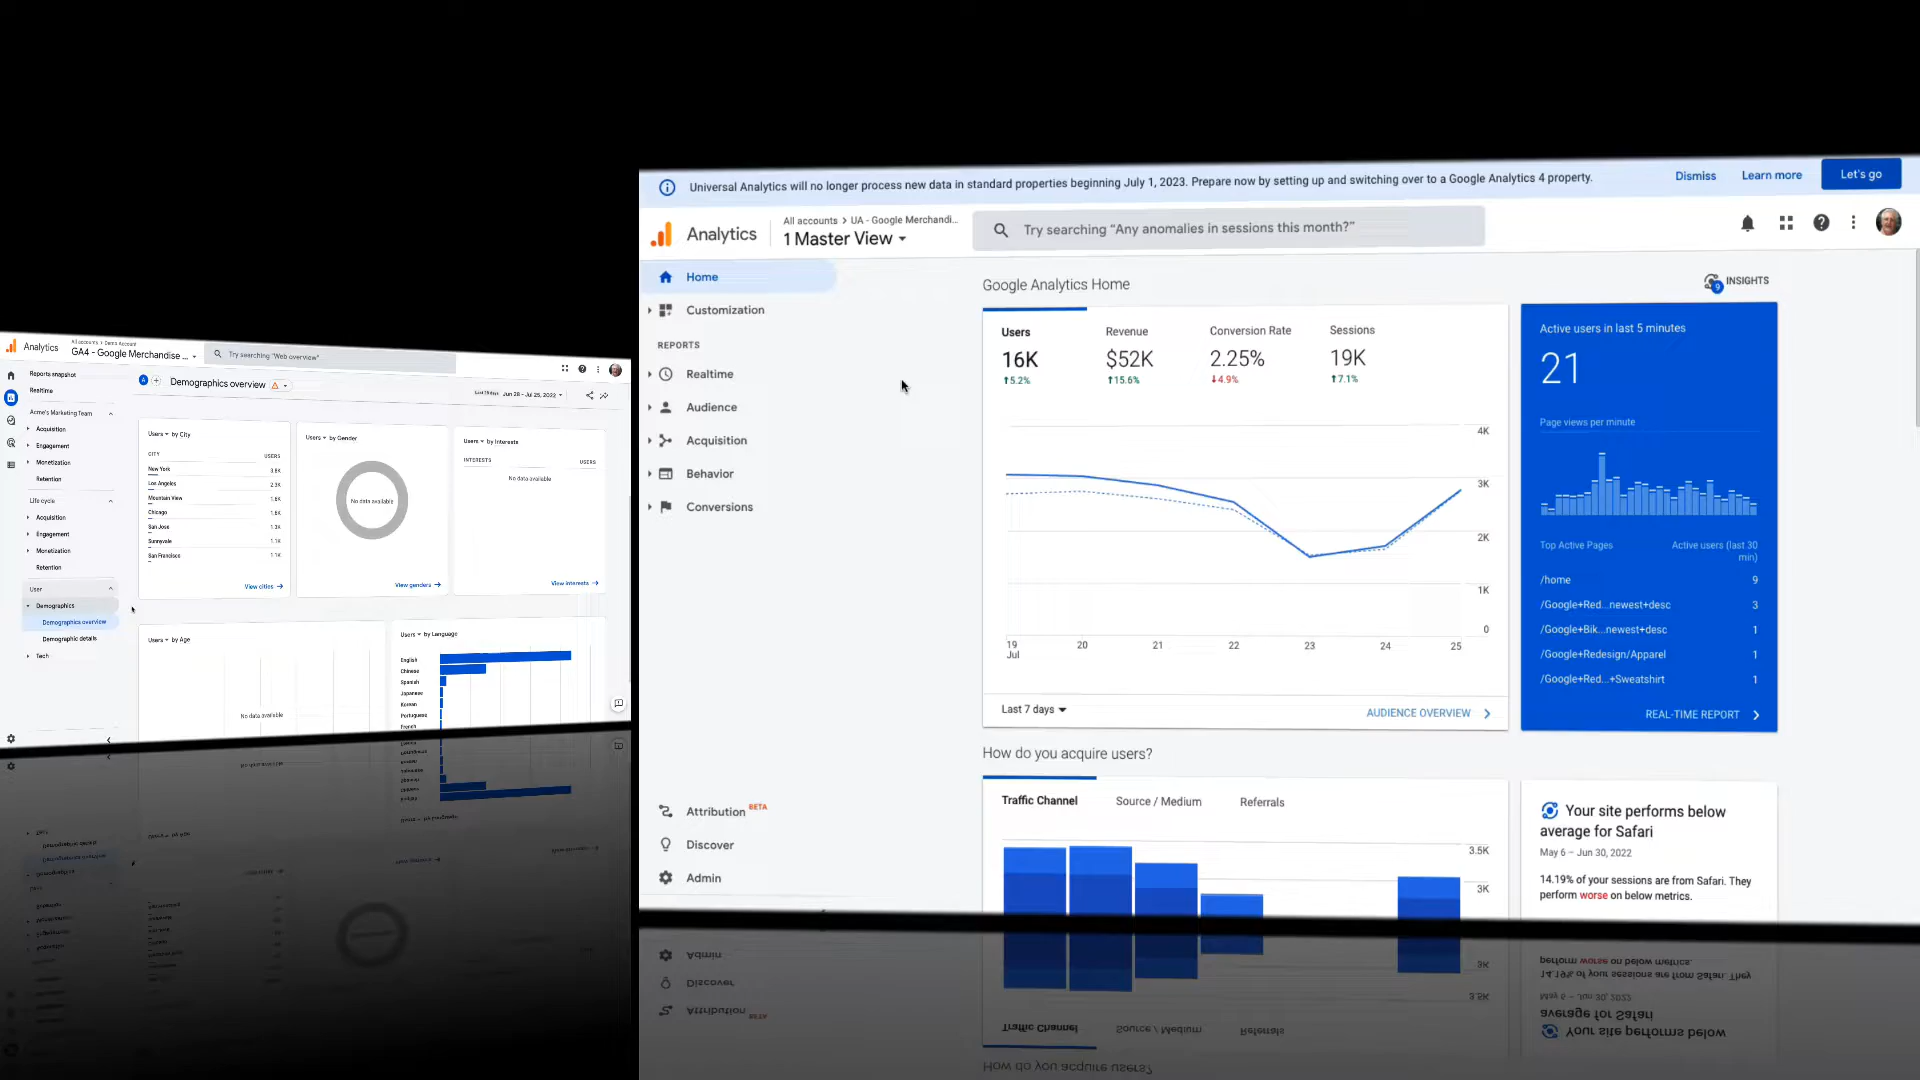 All accounts > Demo Account
Analytics
GA4 - Google Merchandise ...
Try searching "Web overview"
Reports snapshot
Realtime
Acme's Marketing Team
Acquisition
Engagement
Monetization
Retention
Life cycle
Acquisition
Engagement
Monetization
Retention
User
Demographics
Demographics overview
Demographic details
Tech
A
Demographics overview
Last 28 days Jun 28 - Jul 25, 2022
Users by City
CITY USERS
New York 3.8K
Los Angeles 2.3K
Mountain View 1.8K
Chicago 1.6K
San Jose 1.3K
Sunnyvale 1.1K
San Francisco 1.1K
View cities
Users by Gender
No data available
View genders
Users by Interests
INTERESTS USERS
No data available
View interests
Users by Age
No data available
Users by Language
English
Chinese
Spanish
Japanese
Korean
Portuguese
French
Universal Analytics will no longer process new data in standard properties beginning July 1, 2023. Prepare now by setting up and switching over to a Google Analytics 4 property.
Dismiss
Learn more
Let's go
Analytics
All accounts > UA - Google Merchandi...
1 Master View
Try searching “Any anomalies in sessions this month?”
Home
Customization
REPORTS
Realtime
Audience
Acquisition
Behavior
Conversions
Attribution BETA
Discover
Admin
Google Analytics Home
9
INSIGHTS
Users
16K
5.2%
Revenue
$52K
15.6%
Conversion Rate
2.25%
4.9%
Sessions
19K
7.1%
4K
3K
2K
1K
0
19 20 21 22 23 24 25
Jul
Last 7 days
AUDIENCE OVERVIEW
Active users in last 5 minutes
21
Page views per minute
Top Active Pages
Active users (last 30
min)
/home 9
/Google+Red...newest+desc 3
/Google+Bik...newest+desc 1
/Google+Redesign/Apparel 1
/Google+Red...+Sweatshirt 1
REAL-TIME REPORT
How do you acquire users?
Traffic Channel
Source / Medium
Referrals
3.5K
3K
Your site performs below
average for Safari
May 6 – Jun 30, 2022
14.19% of your sessions are from Safari. They
perform worse on below metrics.